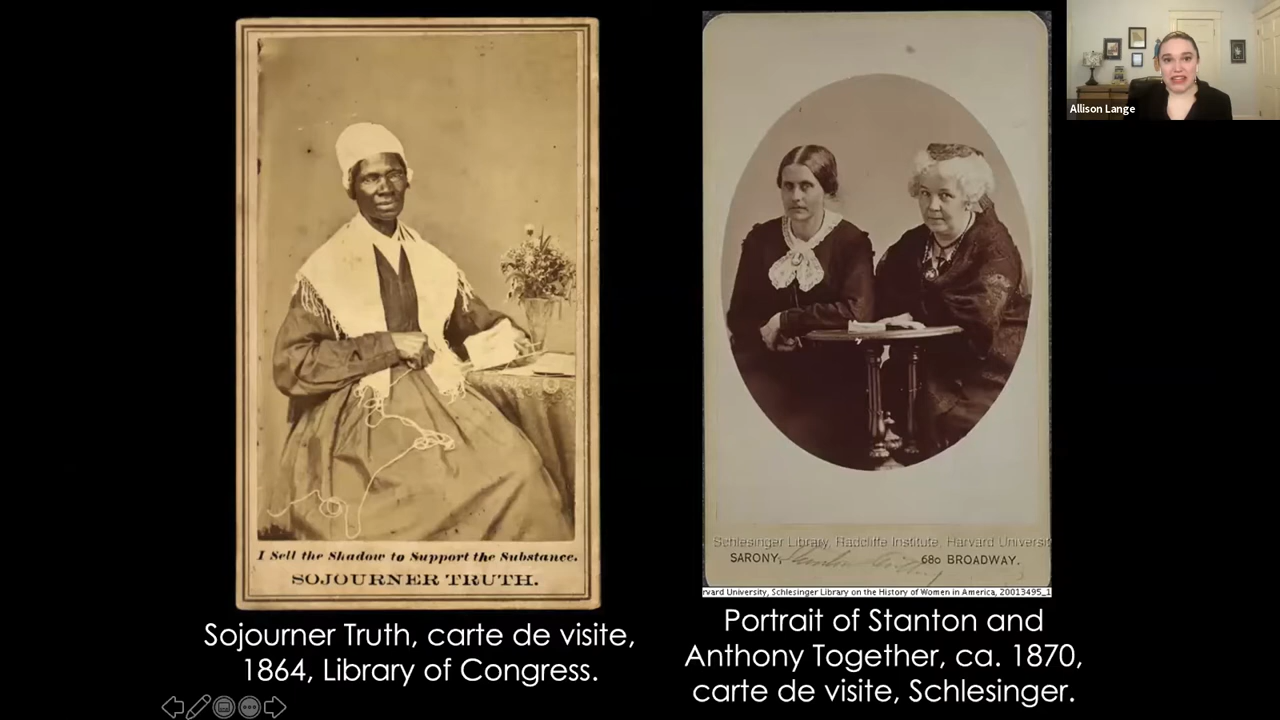 Allison Lange
I Sell the Shadow to Support the Substance.
SOJOURNER TRUTH.
Sojourner Truth, carte de visite,
1864, Library of Congress.
Schlesinger Library, Radcliffe Institute, Harvard Universit
SARONY, 680 BROADWAY.
rvard University, Schlesinger Library on the History of Women in America, 20013495_1
Portrait of Stanton and
Anthony Together, ca. 1870,
carte de visite, Schlesinger.